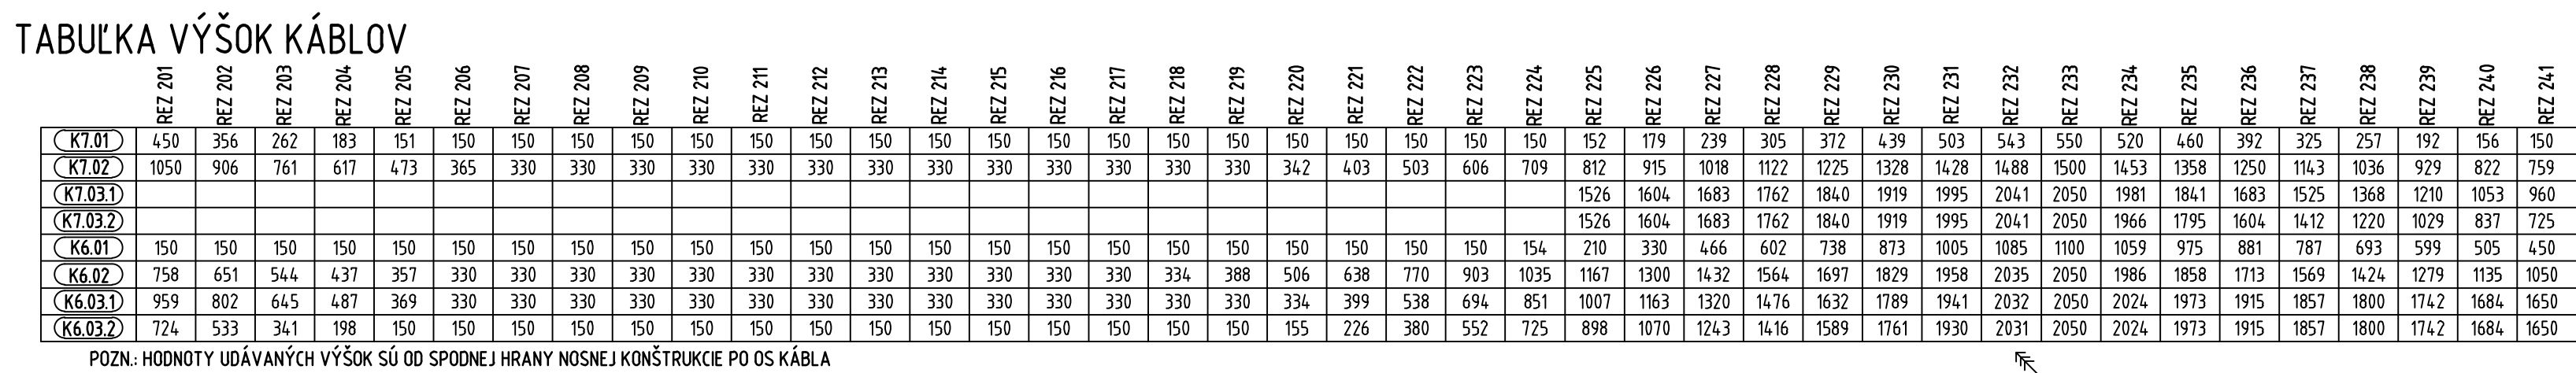 TABUĽKA VÝŠOK KÁBLOV
REZ 201 REZ 202 REZ 203 REZ 204 REZ 205 REZ 206 REZ 207 REZ 208 REZ 209 REZ 210 REZ 211 REZ 212 REZ 213 REZ 214 REZ 215 REZ 216 REZ 217 REZ 218 REZ 219 REZ 220 REZ 221 REZ 222 REZ 223 REZ 224 REZ 225 REZ 226 REZ 227 REZ 228 REZ 229 REZ 230 REZ 231 REZ 232 REZ 233 REZ 234 REZ 235 REZ 236 REZ 237 REZ 238 REZ 239 REZ 240 REZ 241
K7.01 450 356 262 183 151 150 150 150 150 150 150 150 150 150 150 150 150 150 150 150 150 150 150 150 152 179 239 305 372 439 503 543 550 520 460 392 325 257 192 156 150
K7.02 1050 906 761 617 473 365 330 330 330 330 330 330 330 330 330 330 330 330 330 342 403 503 606 709 812 915 1018 1122 1225 1328 1428 1488 1500 1453 1358 1250 1143 1036 929 822 759
K7.03.1 1526 1604 1683 1762 1840 1919 1995 2041 2050 1981 1841 1683 1525 1368 1210 1053 960
K7.03.2 1526 1604 1683 1762 1840 1919 1995 2041 2050 1966 1795 1604 1412 1220 1029 837 725
K6.01 150 150 150 150 150 150 150 150 150 150 150 150 150 150 150 150 150 150 150 150 150 150 150 154 210 330 466 602 738 873 1005 1085 1100 1059 975 881 787 693 599 505 450
K6.02 758 651 544 437 357 330 330 330 330 330 330 330 330 330 330 330 330 334 388 506 638 770 903 1035 1167 1300 1432 1564 1697 1829 1958 2035 2050 1986 1858 1713 1569 1424 1279 1135 1050
K6.03.1 959 802 645 487 369 330 330 330 330 330 330 330 330 330 330 330 330 330 330 334 399 538 694 851 1007 1163 1320 1476 1632 1789 1941 2032 2050 2024 1973 1915 1857 1800 1742 1684 1650
K6.03.2 724 533 341 198 150 150 150 150 150 150 150 150 150 150 150 150 150 150 150 155 226 380 552 725 898 1070 1243 1416 1589 1761 1930 2031 2050 2024 1973 1915 1857 1800 1742 1684 1650
POZN.: HODNOTY UDÁVANÝCH VÝŠOK SÚ OD SPODNEJ HRANY NOSNEJ KONŠTRUKCIE PO OS KÁBLA